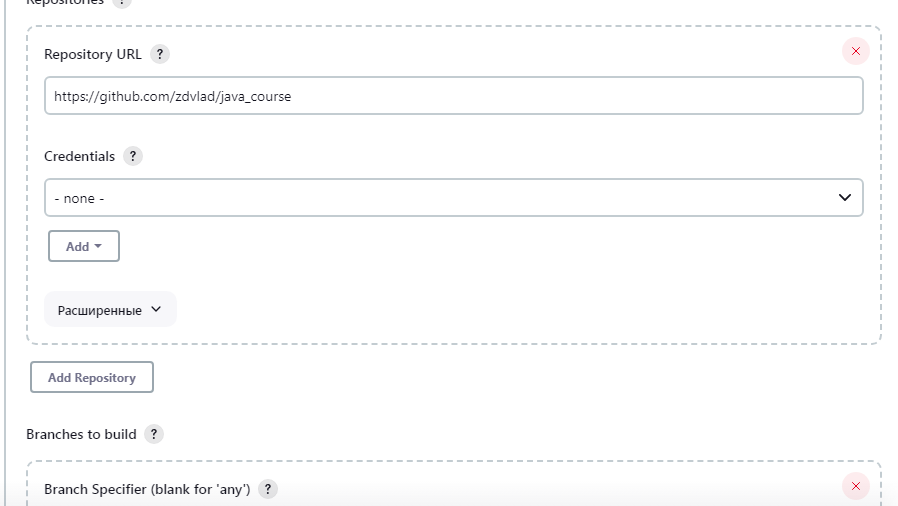 Repositories ?
Repository URL ?
https://github.com/zdvlad/java_course
Credentials ?
- none -
Add
Расширенные
Add Repository
Branches to build ?
Branch Specifier (blank for 'any') ?